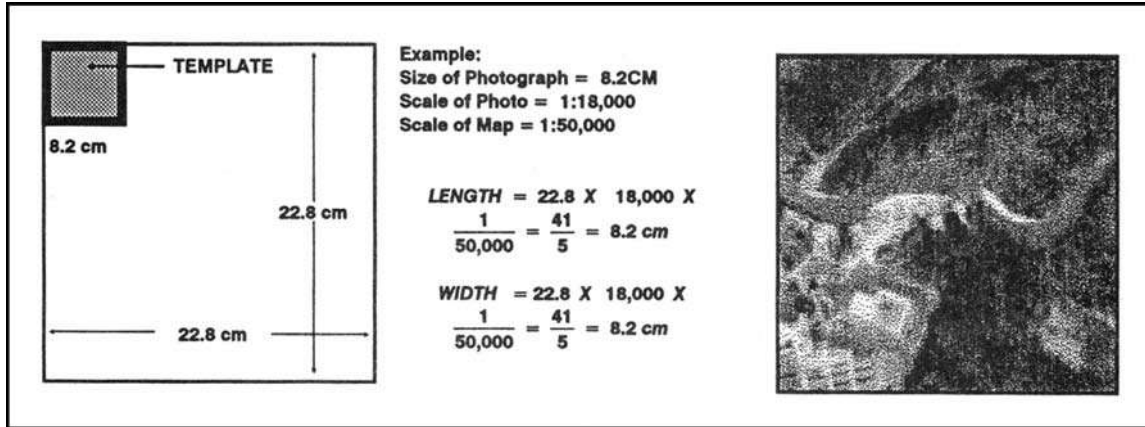 TEMPLATE
8.2 cm
22.8 cm
22.8 cm
Example:
Size of Photograph = 8.2CM
Scale of Photo = 1:18,000
Scale of Map = 1:50,000
LENGTH = 22.8 X 18,000 X
1/50,000 = 41/5 = 8.2 cm
WIDTH = 22.8 X 18,000 X
1/50,000 = 41/5 = 8.2 cm